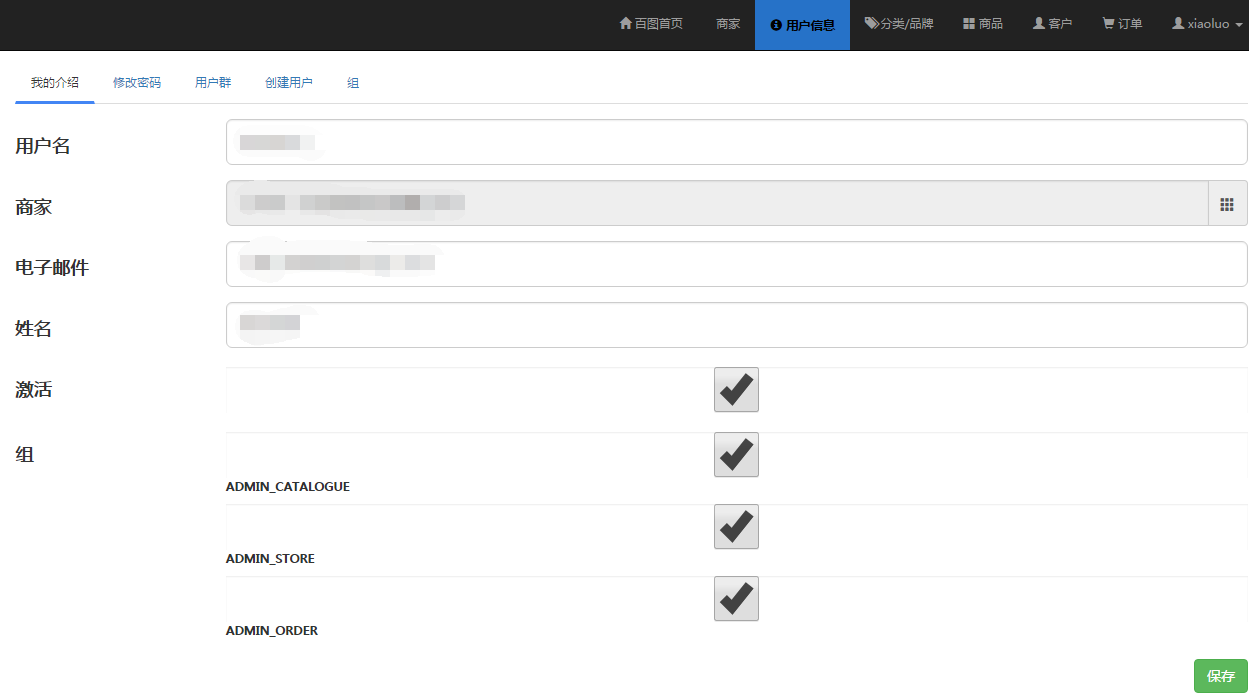 百图首页 商家 用户信息 分类/品牌 商品 客户 订单 xiaoluo
我的介绍 修改密码 用户群 创建用户 组
用户名
商家
电子邮件
姓名
激活
组
ADMIN_CATALOGUE
ADMIN_STORE
ADMIN_ORDER
保存